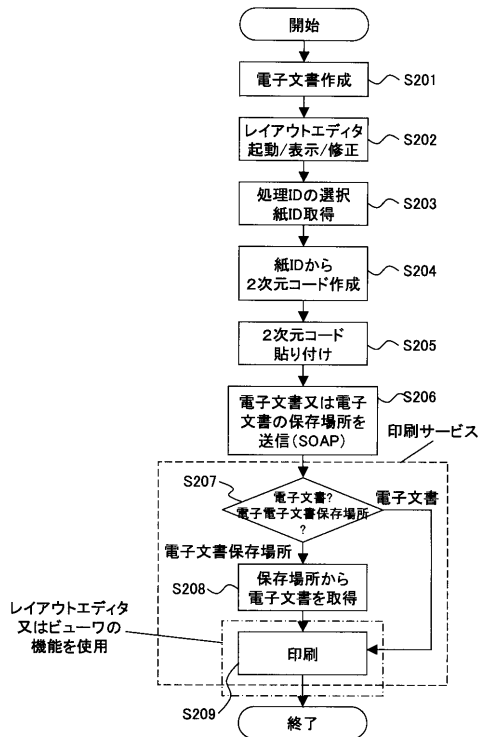 開始
電子文書作成
S201
レイアウトエディタ
起動/表示/修正
S202
処理IDの選択
紙ID取得
S203
紙IDから
2次元コード作成
S204
2次元コード
貼り付け
S205
S206
電子文書又は電子
文書の保存場所を
送信(SOAP)
印刷サービス
S207
電子文書?
電子電子文書保存場所
?
電子文書
電子文書保存場所
S208
保存場所から
電子文書を取得
レイアウトエディタ
又はビューワの
機能を使用
印刷
S209
終了